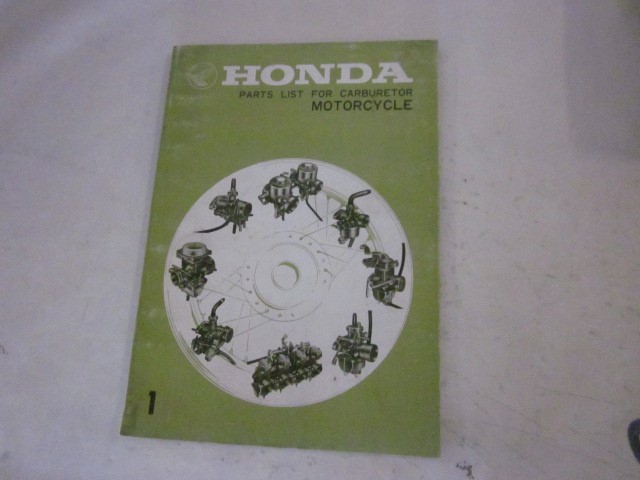 HONDA
PARTS LIST FOR CARBURETOR
MOTORCYCLE
1